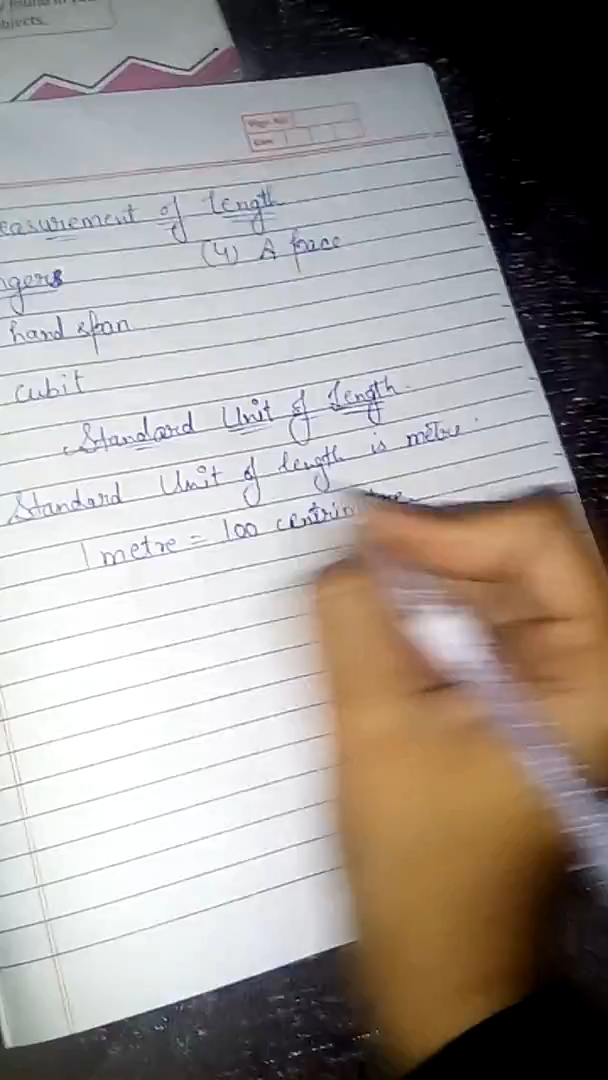 bjects.
Page No.
Date
easurement of length
ngers
(4) A pace
hand span
cubit
Standard Unit of Length.
Standard Unit of length is metre.
1 metre = 100